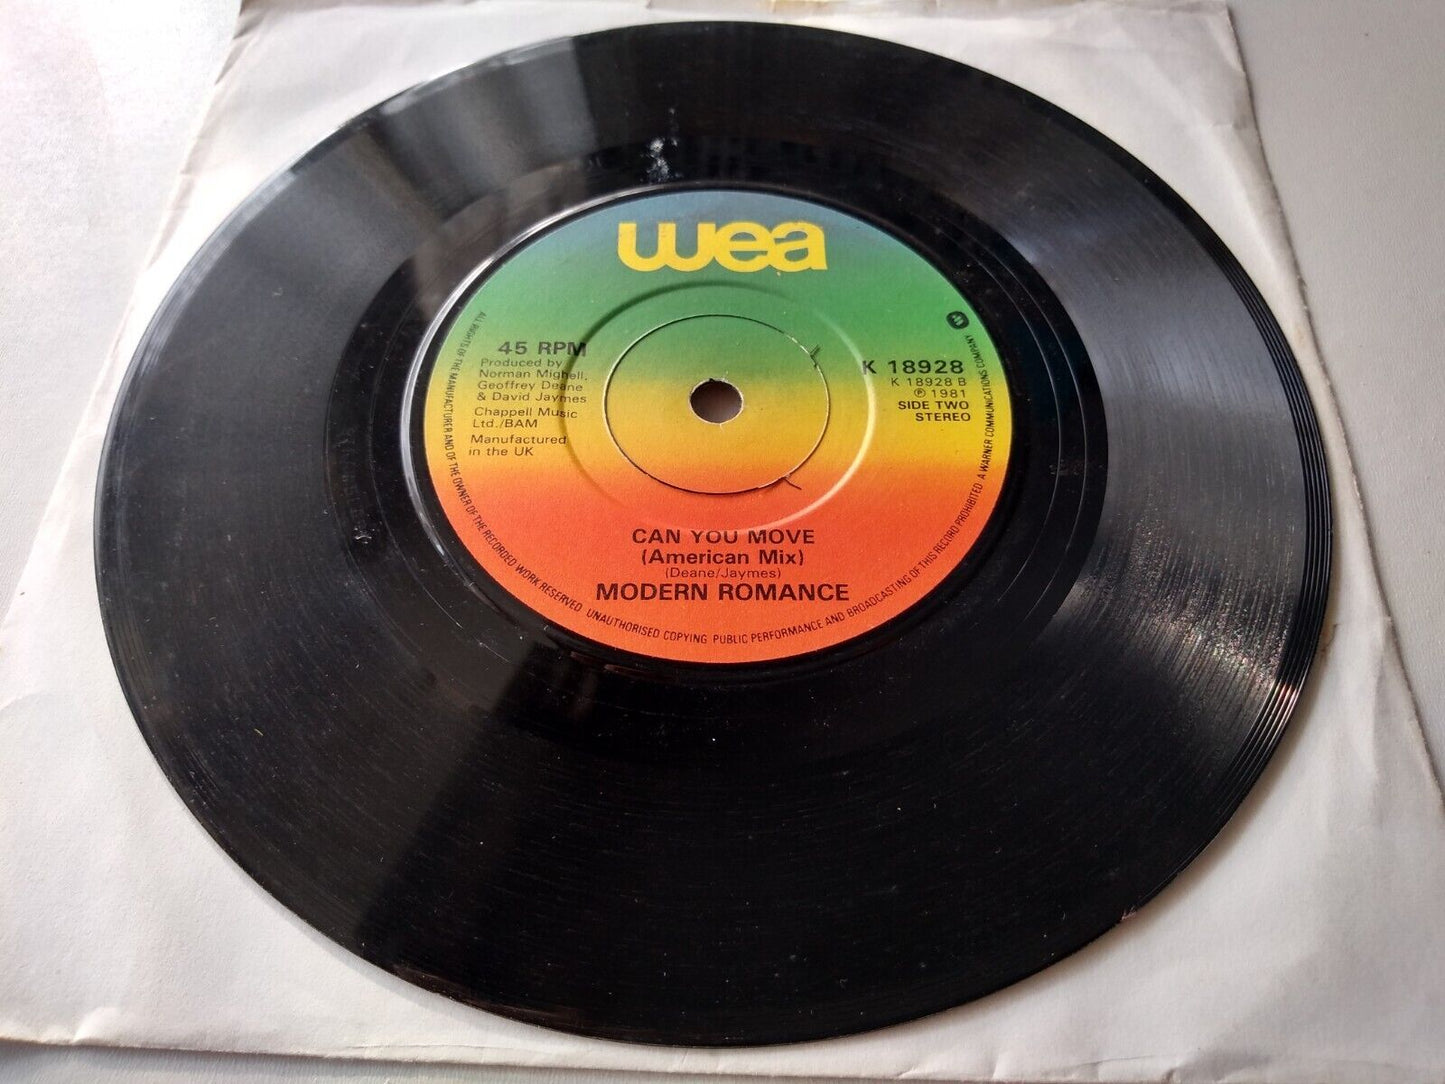 wea
45 RPM
Produced by
Norman Mighell,
Geoffrey Deane
& David Jaymes
Chappell Music
Ltd./BAM
Manufactured
in the UK
K 18928
K 18928 B
℗ 1981
SIDE TWO
STEREO
CAN YOU MOVE
(American Mix)
(Deane/Jaymes)
MODERN ROMANCE
ALL RIGHTS OF THE MANUFACTURER AND OF THE OWNER OF THE RECORDED WORK RESERVED UNAUTHORISED COPYING PUBLIC PERFORMANCE AND BROADCASTING OF THIS RECORD PROHIBITED A WARNER COMMUNICATIONS COMPANY